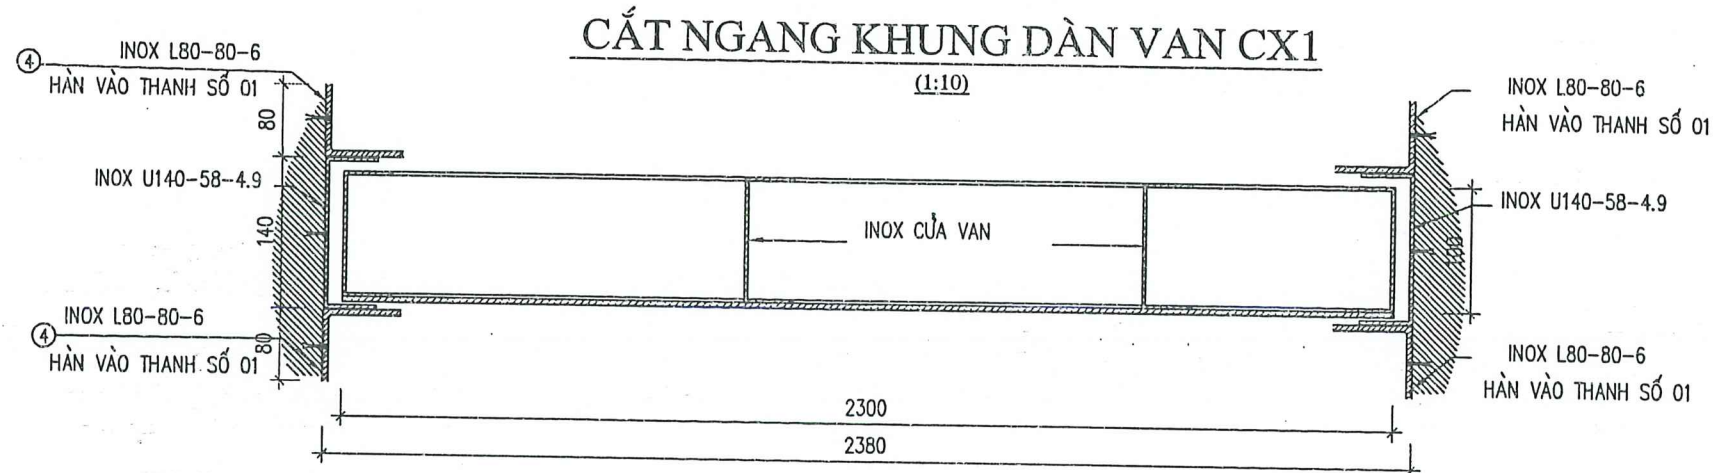 CẮT NGANG KHUNG DÀN VAN CX1
(1:10)
4
INOX L80-80-6
HÀN VÀO THANH SỐ 01
80
INOX U140-58-4.9
140
4
INOX L80-80-6
HÀN VÀO THANH SỐ 01
80
INOX CỬA VAN
INOX L80-80-6
HÀN VÀO THANH SỐ 01
INOX U140-58-4.9
INOX L80-80-6
HÀN VÀO THANH SỐ 01
2300
2380